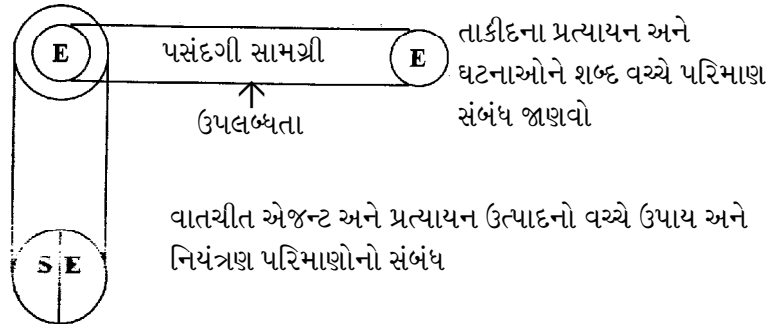 E
પસંદગી સામગ્રી
E
તાકીદના પ્રત્યાયન અને
ઘટનાઓને શબ્દ વચ્ચે પરિમાણ
સંબંધ જાણવો
ઉપલબ્ધતા
વાતચીત એજન્ટ અને પ્રત્યાયન ઉત્પાદનો વચ્ચે ઉપાય અને
નિયંત્રણ પરિમાણોનો સંબંધ
S E